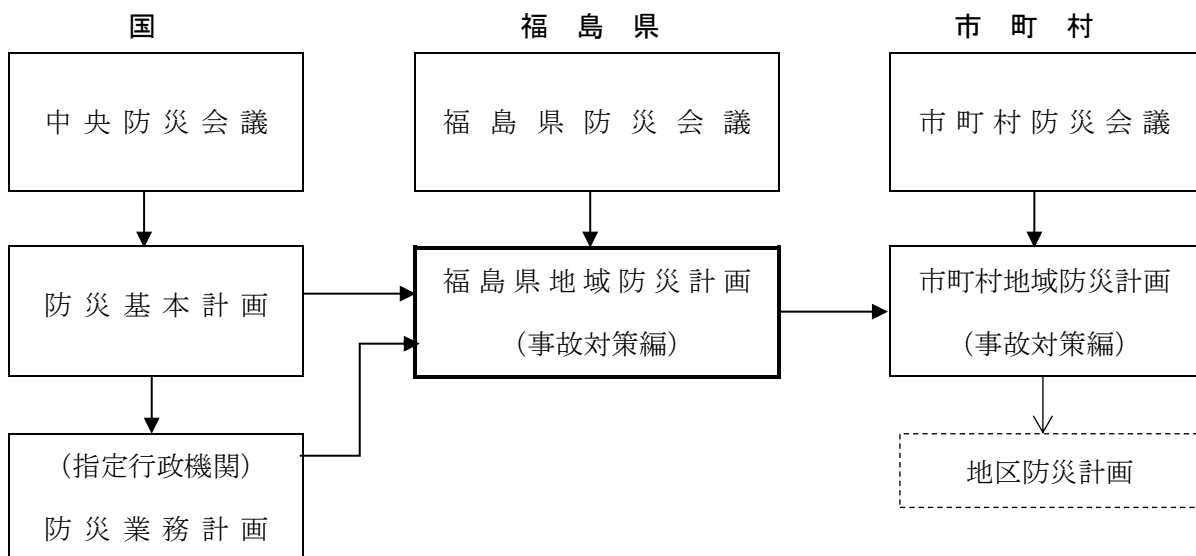 国
福島県
市町村
中央防災会議
福島県防災会議
市町村防災会議
防災基本計画
福島県地域防災計画
(事故対策編)
市町村地域防災計画
(事故対策編)
(指定行政機関)
防災業務計画
地区防災計画